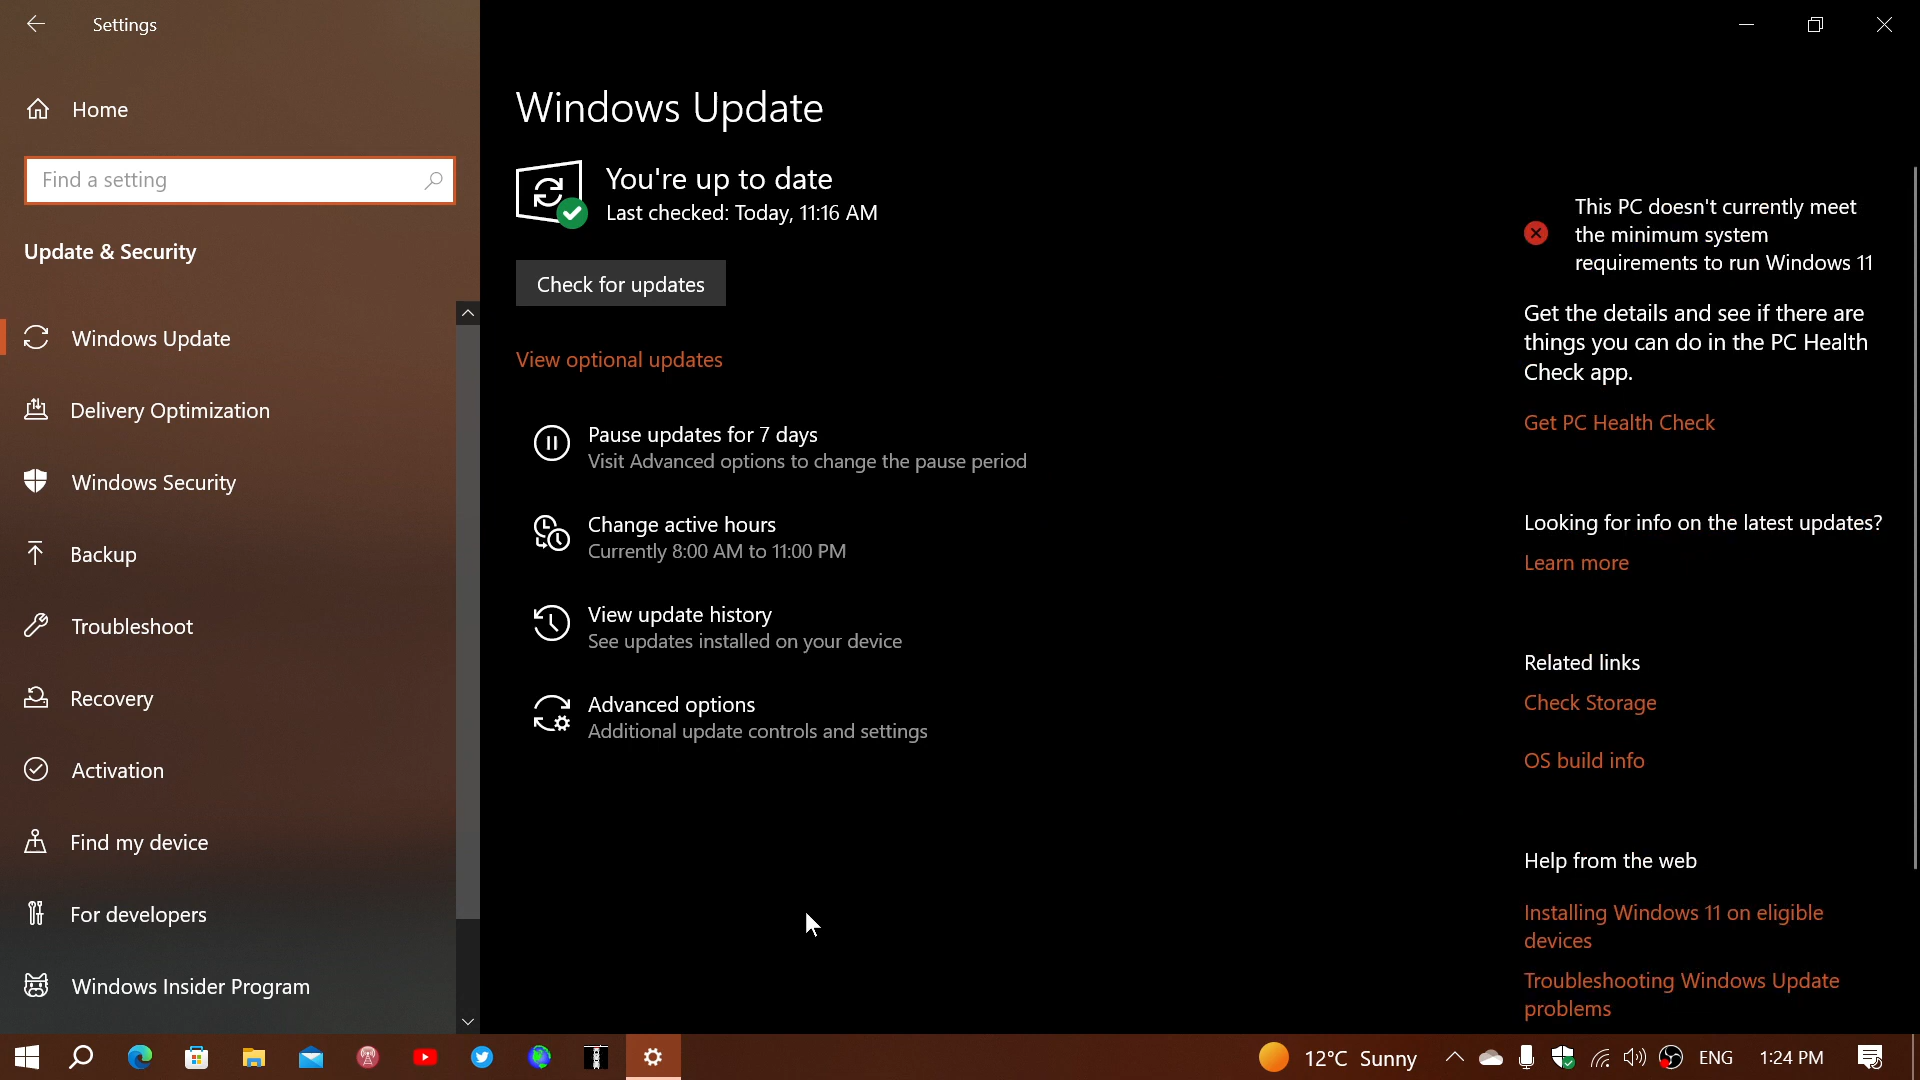 Settings
Home
Find a setting
Update & Security
Windows Update
Delivery Optimization
Windows Security
Backup
Troubleshoot
Recovery
Activation
Find my device
For developers
Windows Insider Program
Windows Update
You're up to date
Last checked: Today, 11:16 AM
Check for updates
View optional updates
Pause updates for 7 days
Visit Advanced options to change the pause period
Change active hours
Currently 8:00 AM to 11:00 PM
View update history
See updates installed on your device
Advanced options
Additional update controls and settings
This PC doesn't currently meet
the minimum system
requirements to run Windows 11
Get the details and see if there are
things you can do in the PC Health
Check app.
Get PC Health Check
Looking for info on the latest updates?
Learn more
Related links
Check Storage
OS build info
Help from the web
Installing Windows 11 on eligible
devices
Troubleshooting Windows Update
problems
12°C Sunny
ENG
1:24 PM